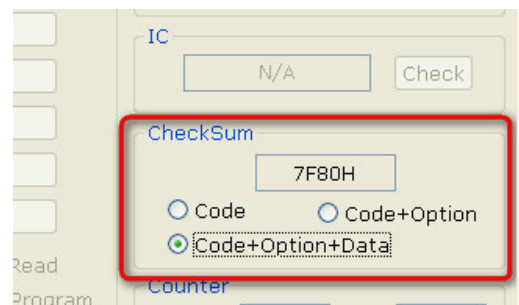 IC
N/A
Check
CheckSum
7F80H
Code
Code+Option
Code+Option+Data
Read
Program
Counter